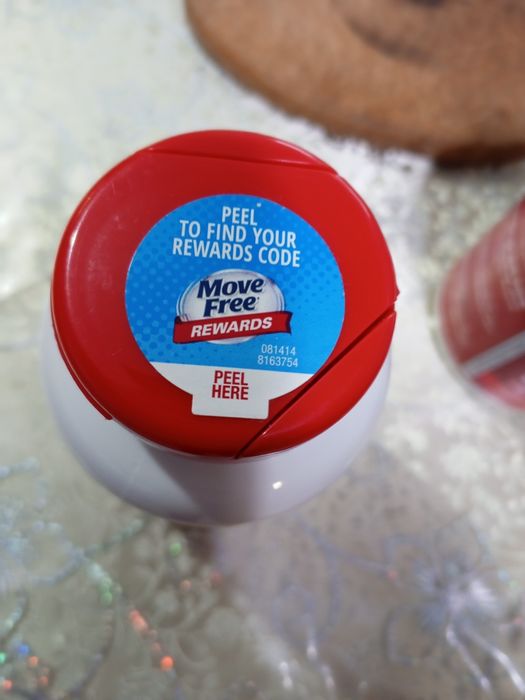 PEEL
TO FIND YOUR
REWARDS CODE
Move
Free
REWARDS
081414
8163754
PEEL
HERE